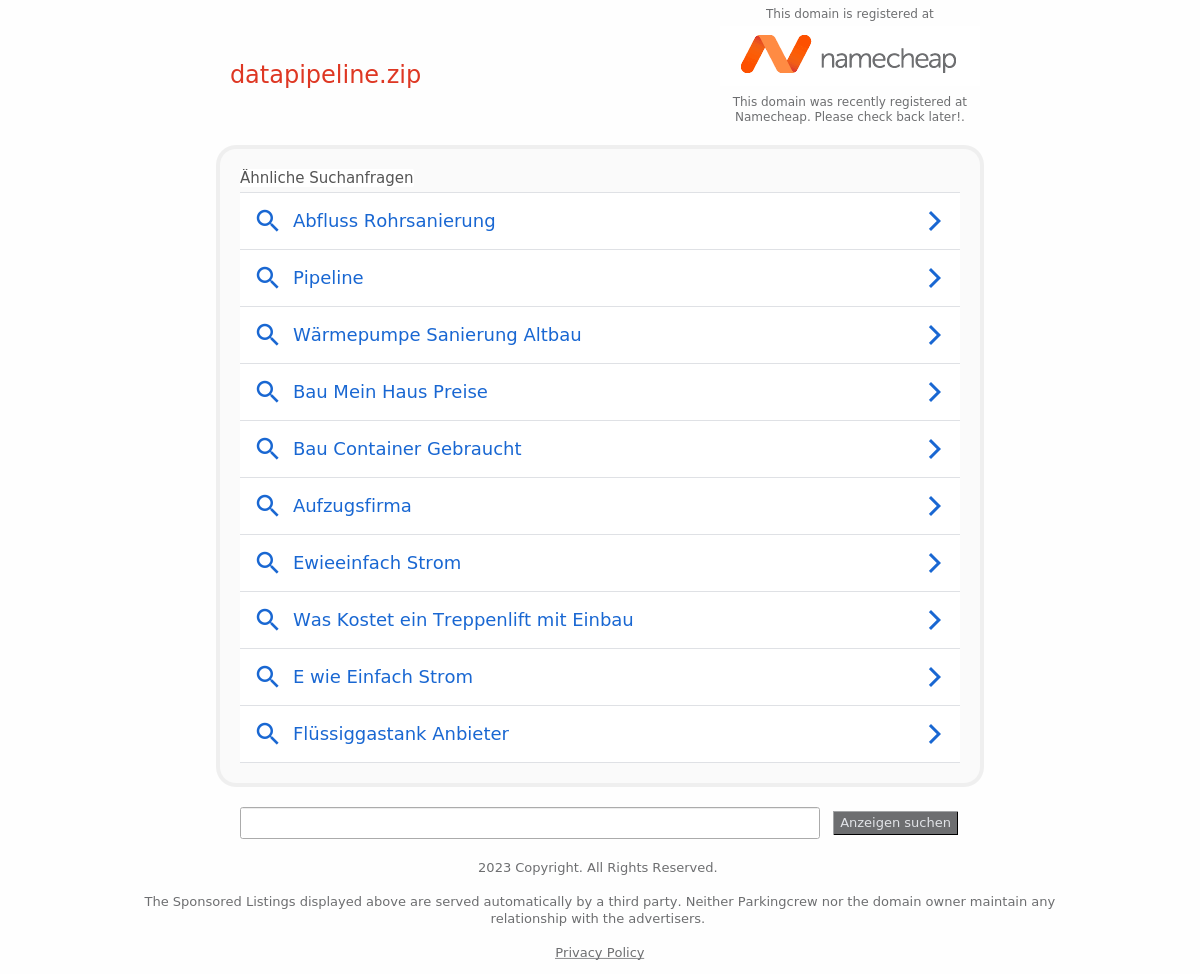 This domain is registered at
namecheap
datapipeline.zip
This domain was recently registered at
Namecheap. Please check back later!.
Ähnliche Suchanfragen
Abfluss Rohrsanierung
Pipeline
Wärmepumpe Sanierung Altbau
Bau Mein Haus Preise
Bau Container Gebraucht
Aufzugsfirma
Ewieeinfach Strom
Was Kostet ein Treppenlift mit Einbau
E wie Einfach Strom
Flüssiggastank Anbieter
Anzeigen suchen
2023 Copyright. All Rights Reserved.
The Sponsored Listings displayed above are served automatically by a third party. Neither Parkingcrew nor the domain owner maintain any
relationship with the advertisers.
Privacy Policy